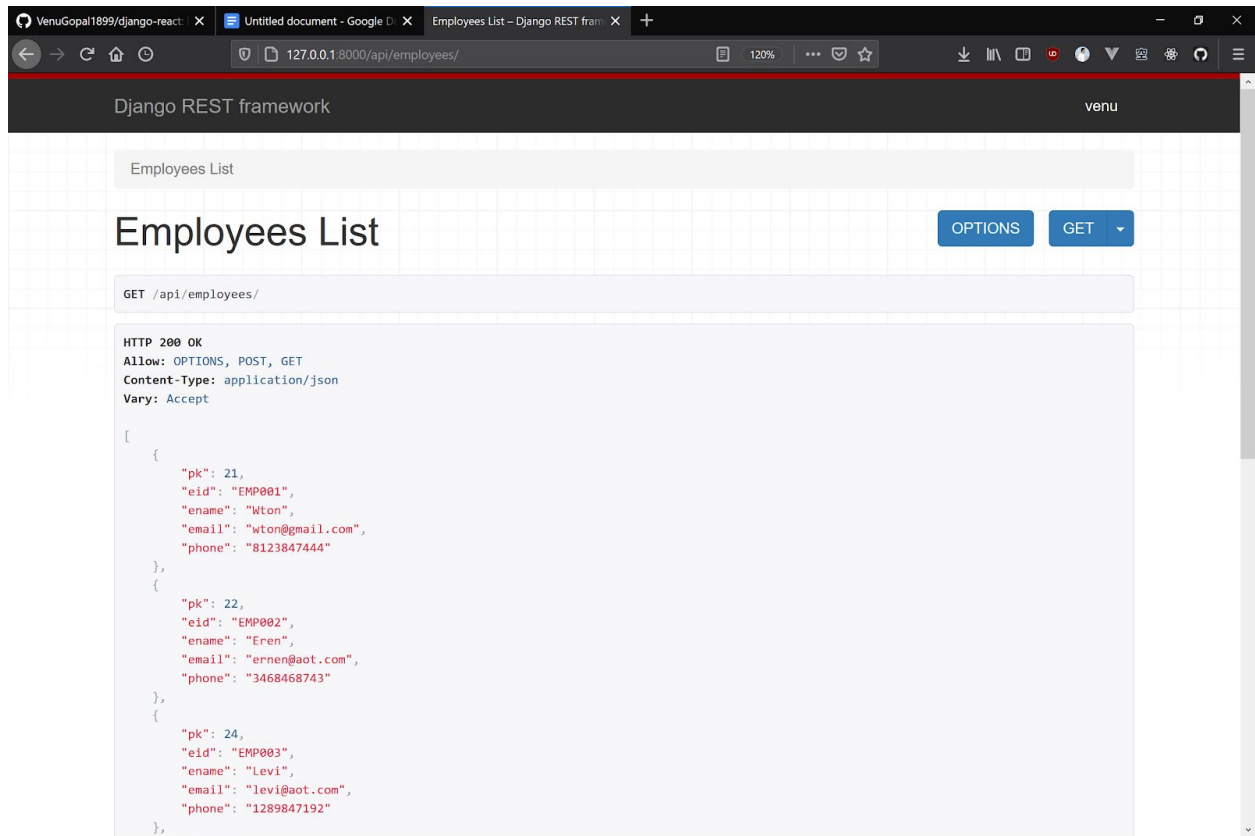 VenuGopal1899/django-react:
Untitled document - Google Do
Employees List – Django REST fram
127.0.0.1:8000/api/employees/
120%
Django REST framework
venu
Employees List
Employees List
OPTIONS
GET
GET /api/employees/
HTTP 200 OK
Allow: OPTIONS, POST, GET
Content-Type: application/json
Vary: Accept
[
{
"pk": 21,
"eid": "EMP001",
"ename": "Wton",
"email": "wton@gmail.com",
"phone": "8123847444"
},
{
"pk": 22,
"eid": "EMP002",
"ename": "Eren",
"email": "ernen@aot.com",
"phone": "3468468743"
},
{
"pk": 24,
"eid": "EMP003",
"ename": "Levi",
"email": "levi@aot.com",
"phone": "1289847192"
},